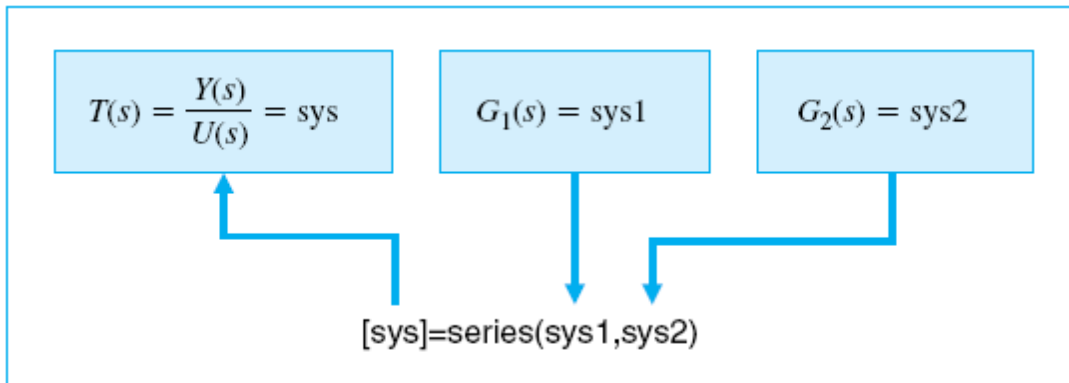 T(s) = Y(s)/U(s) = sys
G₁(s) = sys1
G₂(s) = sys2
[sys]=series(sys1,sys2)